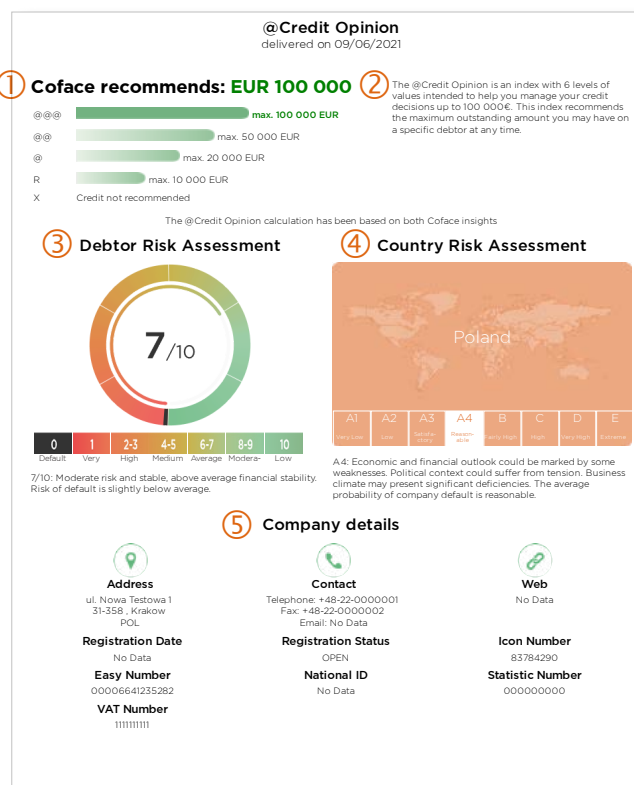 @Credit Opinion
delivered on 09/06/2021
1 Coface recommends: EUR 100 000
@@@ max. 100 000 EUR
@@ max. 50 000 EUR
@ max. 20 000 EUR
R max. 10 000 EUR
X Credit not recommended
2 The @Credit Opinion is an index with 6 levels of
values intended to help you manage your credit
decisions up to 100 000€. This index recommends
the maximum outstanding amount you may have on
a specific debtor at any time.
The @Credit Opinion calculation has been based on both Coface insights
3 Debtor Risk Assessment
7/10
0 1 2-3 4-5 6-7 8-9 10
Default Very High Medium Average Modera- Low
7/10: Moderate risk and stable, above average financial stability.
Risk of default is slightly below average.
4 Country Risk Assessment
Poland
A1 A2 A3 A4 B C D E
Very Low Low Satisfa- Reason- Fairly High High Very High Extreme
ctory able
A4: Economic and financial outlook could be marked by some
weaknesses. Political context could suffer from tension. Business
climate may present significant deficiencies. The average
probability of company default is reasonable.
5 Company details
Address Contact Web
ul. Nowa Testowa 1 Telephone: +48-22-0000001 No Data
31-358 , Krakow Fax: +48-22-0000002
POL Email: No Data
Registration Date Registration Status Icon Number
No Data OPEN 83784290
Easy Number National ID Statistic Number
00006641235282 No Data 000000000
VAT Number
1111111111